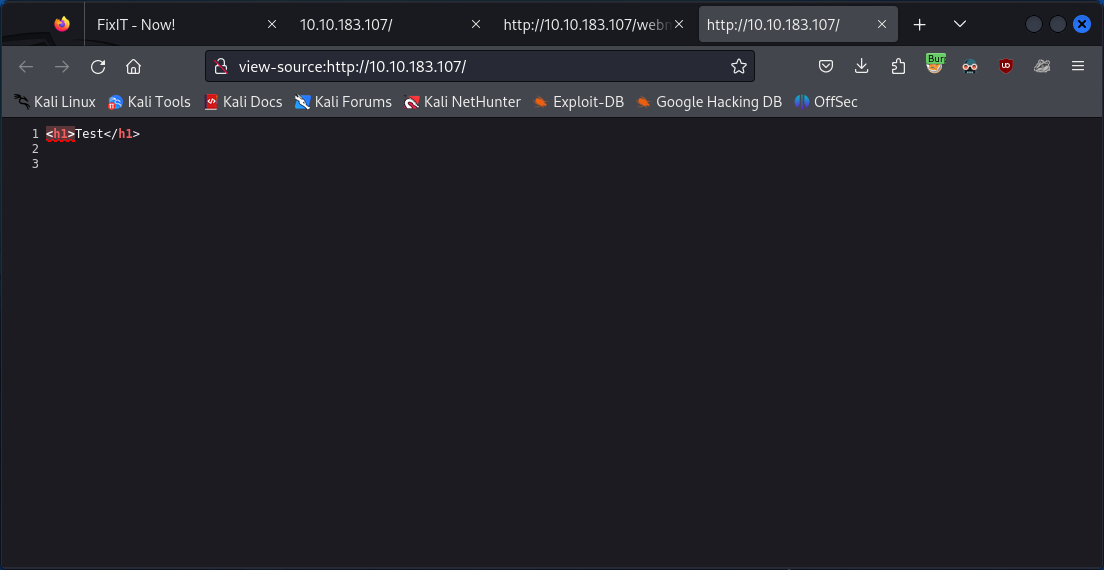 FixIT - Now! 10.10.183.107/ http://10.10.183.107/webn http://10.10.183.107/
view-source:http://10.10.183.107/
Kali Linux Kali Tools Kali Docs Kali Forums Kali NetHunter Exploit-DB Google Hacking DB OffSec
1 <h1>Test</h1>
2
3